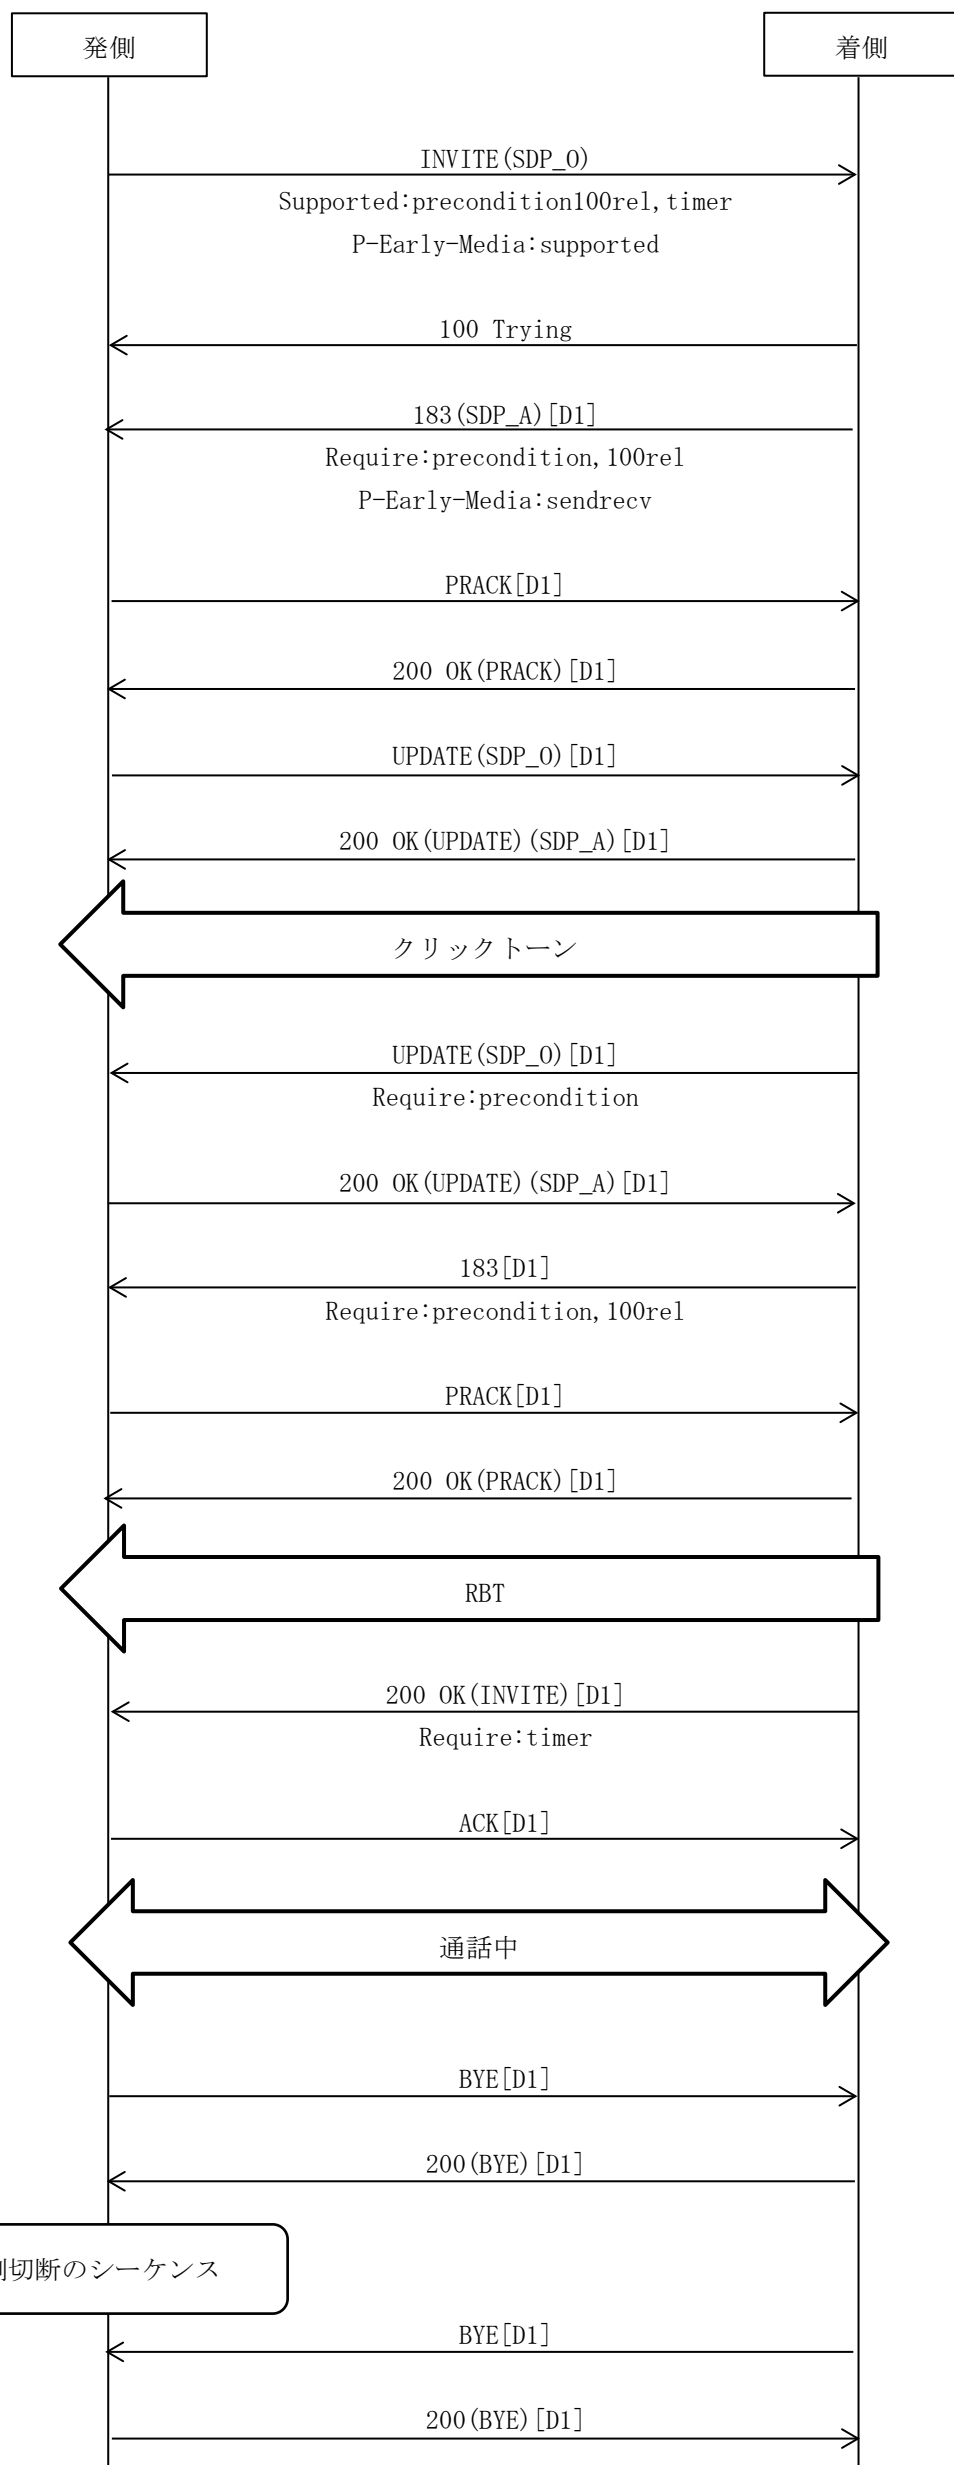 発側
着側
INVITE(SDP_O)
Supported:precondition100rel,timer
P-Early-Media:supported
100 Trying
183(SDP_A)[D1]
Require:precondition,100rel
P-Early-Media:sendrecv
PRACK[D1]
200 OK(PRACK)[D1]
UPDATE(SDP_O)[D1]
200 OK(UPDATE)(SDP_A)[D1]
クリックトーン
UPDATE(SDP_O)[D1]
Require:precondition
200 OK(UPDATE)(SDP_A)[D1]
183[D1]
Require:precondition,100rel
PRACK[D1]
200 OK(PRACK)[D1]
RBT
200 OK(INVITE)[D1]
Require:timer
ACK[D1]
通話中
BYE[D1]
200(BYE)[D1]
切断のシーケンス
BYE[D1]
200(BYE)[D1]